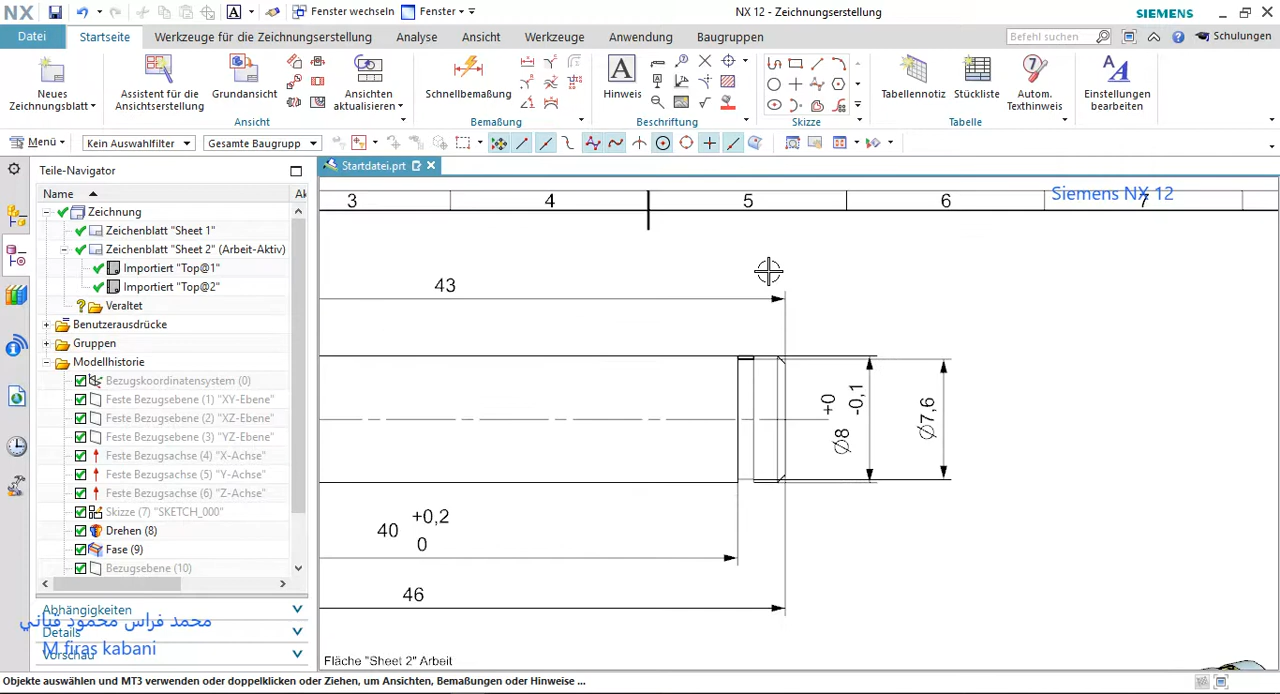 NX
Fenster wechseln
Fenster
NX 12 - Zeichnungserstellung
SIEMENS
Datei
Startseite
Werkzeuge für die Zeichnungserstellung
Analyse
Ansicht
Werkzeuge
Anwendung
Baugruppen
Befehl suchen
Schulungen
Neues Zeichnungsblatt
Assistent für die Ansichtserstellung
Grundansicht
Ansichten aktualisieren
Schnellbemaßung
Hinweis
Tabellennotiz
Stückliste
Autom. Texthinweis
Einstellungen bearbeiten
Ansicht
Bemaßung
Beschriftung
Skizze
Tabelle
Menü
Kein Auswahlfilter
Gesamte Baugruppe
Teile-Navigator
Startdatei.prt
Name
Ak
Zeichnung
Zeichenblatt "Sheet 1"
Zeichenblatt "Sheet 2" (Arbeit-Aktiv)
Importiert "Top@1"
Importiert "Top@2"
Veraltet
Benutzerausdrücke
Gruppen
Modellhistorie
Bezugskoordinatensystem (0)
Feste Bezugsebene (1) "XY-Ebene"
Feste Bezugsebene (2) "XZ-Ebene"
Feste Bezugsebene (3) "YZ-Ebene"
Feste Bezugsachse (4) "X-Achse"
Feste Bezugsachse (5) "Y-Achse"
Feste Bezugsachse (6) "Z-Achse"
Skizze (7) "SKETCH_000"
Drehen (8)
Fase (9)
Bezugsebene (10)
Abhängigkeiten
محمد فراس محمود قباني
Details
M firas kabani
Vorschau
3 4 5 6 7
Siemens NX 12
43
+0
-0,1
Ø8
Ø7,6
+0,2
40
0
46
Fläche "Sheet 2" Arbeit
Objekte auswählen und MT3 verwenden oder doppelklicken oder Ziehen, um Ansichten, Bemaßungen oder Hinweise ...